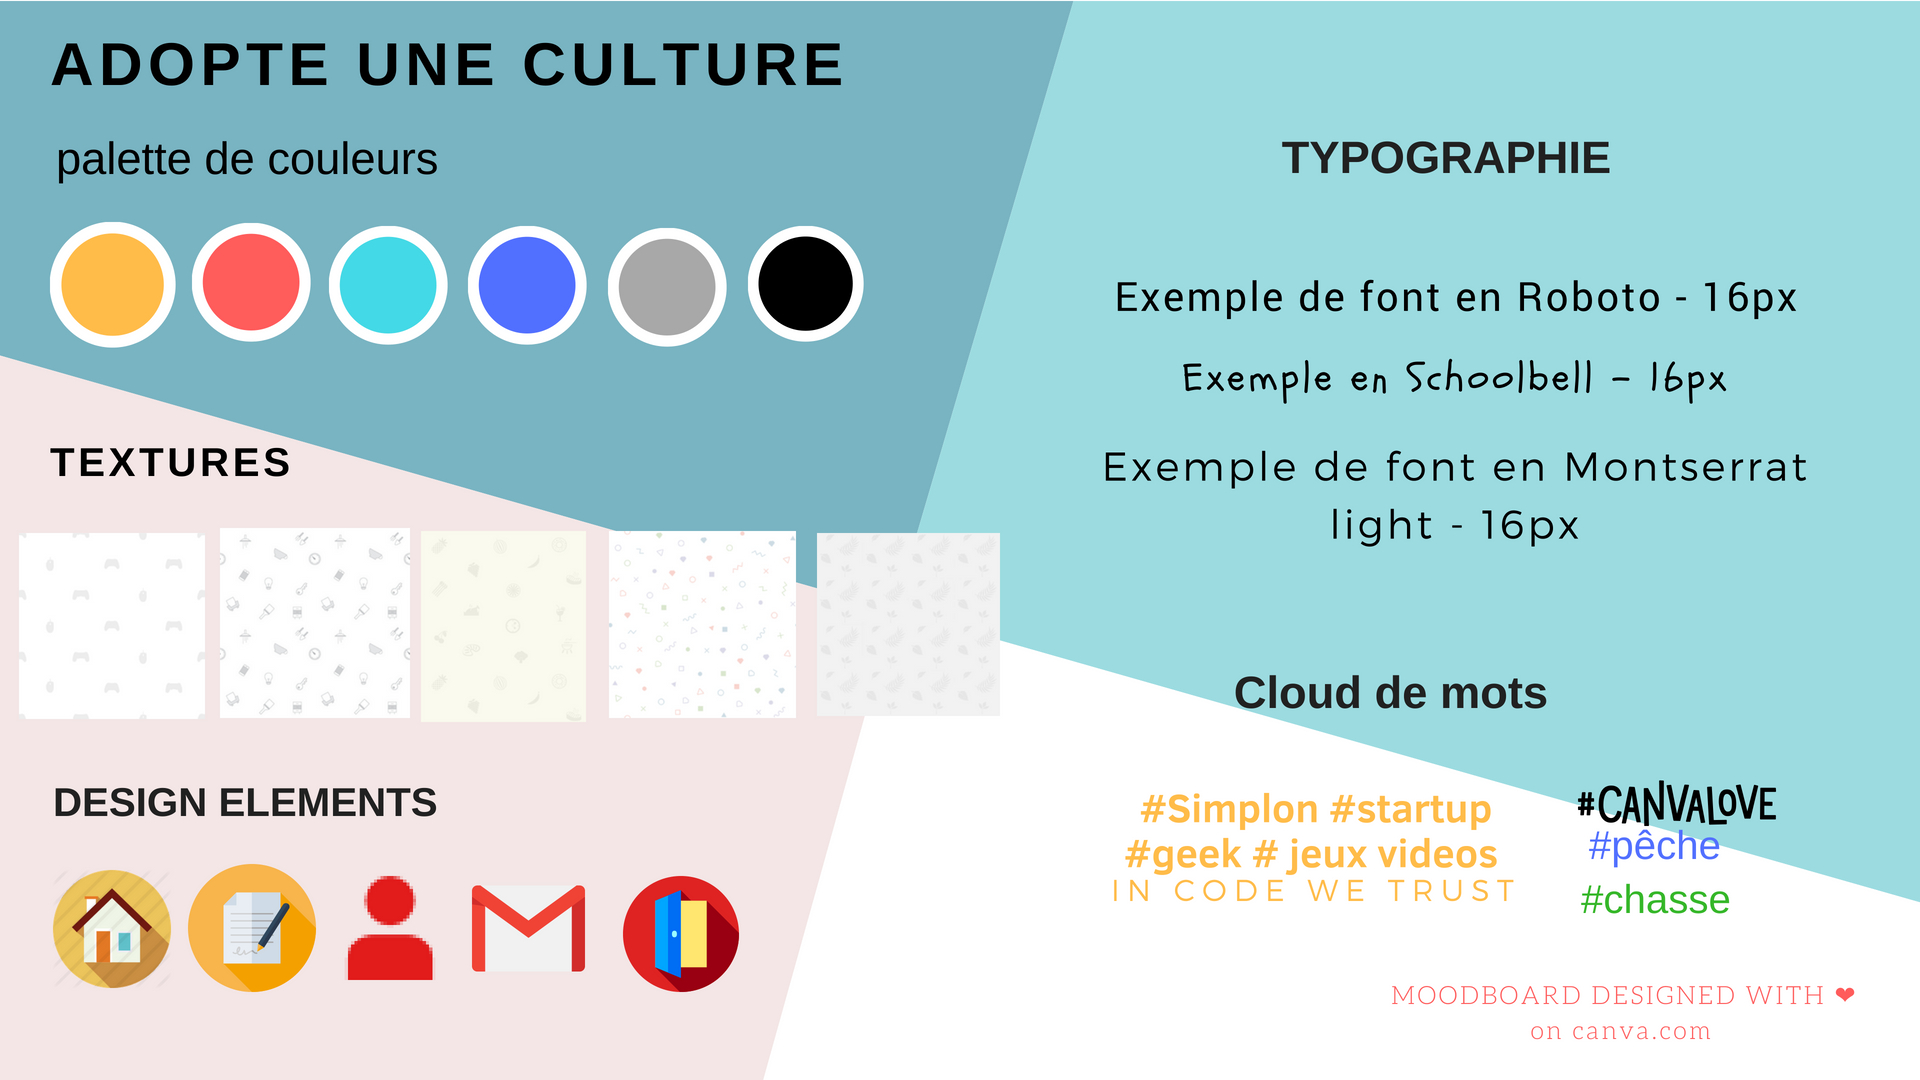 ADOPTE UNE CULTURE
palette de couleurs
TEXTURES
DESIGN ELEMENTS
TYPOGRAPHIE
Exemple de font en Roboto - 16px
Exemple en Schoolbell - 16px
Exemple de font en Montserrat
light - 16px
Cloud de mots
#Simplon #startup
#geek # jeux videos
IN CODE WE TRUST
#CANVALOVE
#pêche
#chasse
MOODBOARD DESIGNED WITH ❤
on canva.com